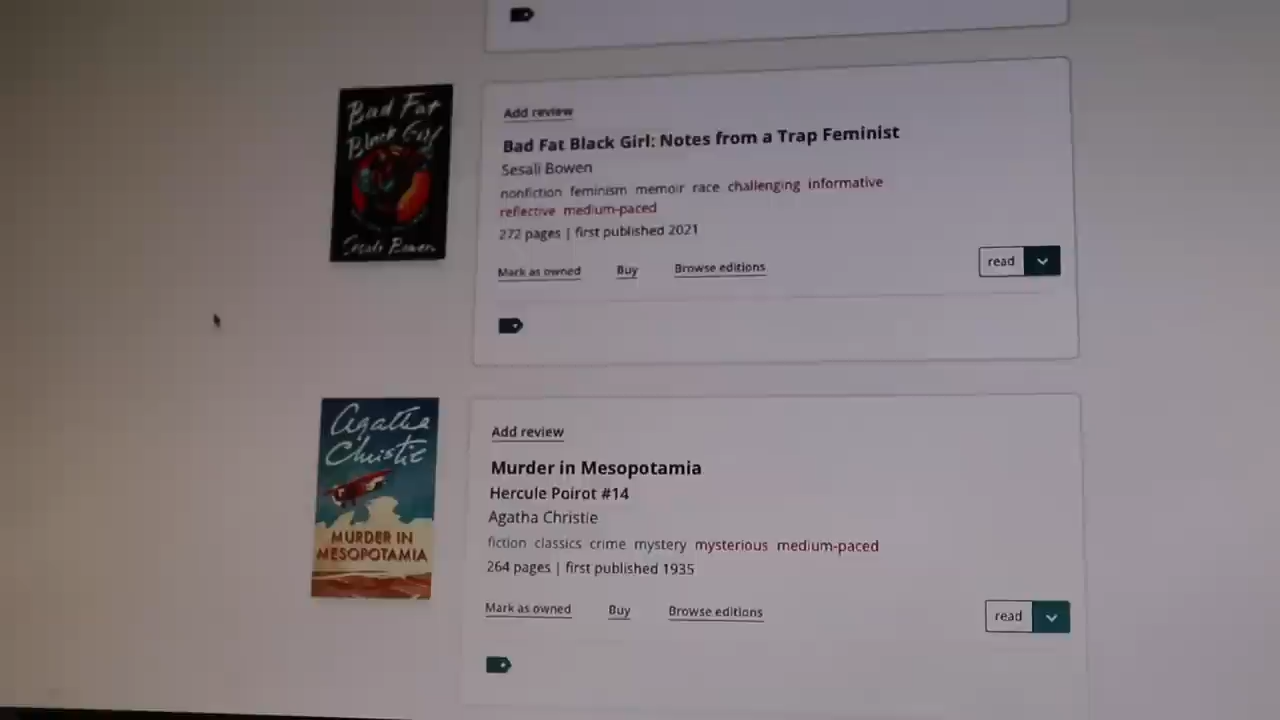 Bad Fat
Black Girl
Sesali Bowen
Add review
Bad Fat Black Girl: Notes from a Trap Feminist
Sesali Bowen
nonfiction feminism memoir race challenging informative
reflective medium-paced
272 pages | first published 2021
Mark as owned Buy Browse editions
read
Agatha
Christie
MURDER IN
MESOPOTAMIA
Add review
Murder in Mesopotamia
Hercule Poirot #14
Agatha Christie
fiction classics crime mystery mysterious medium-paced
264 pages | first published 1935
Mark as owned Buy Browse editions
read